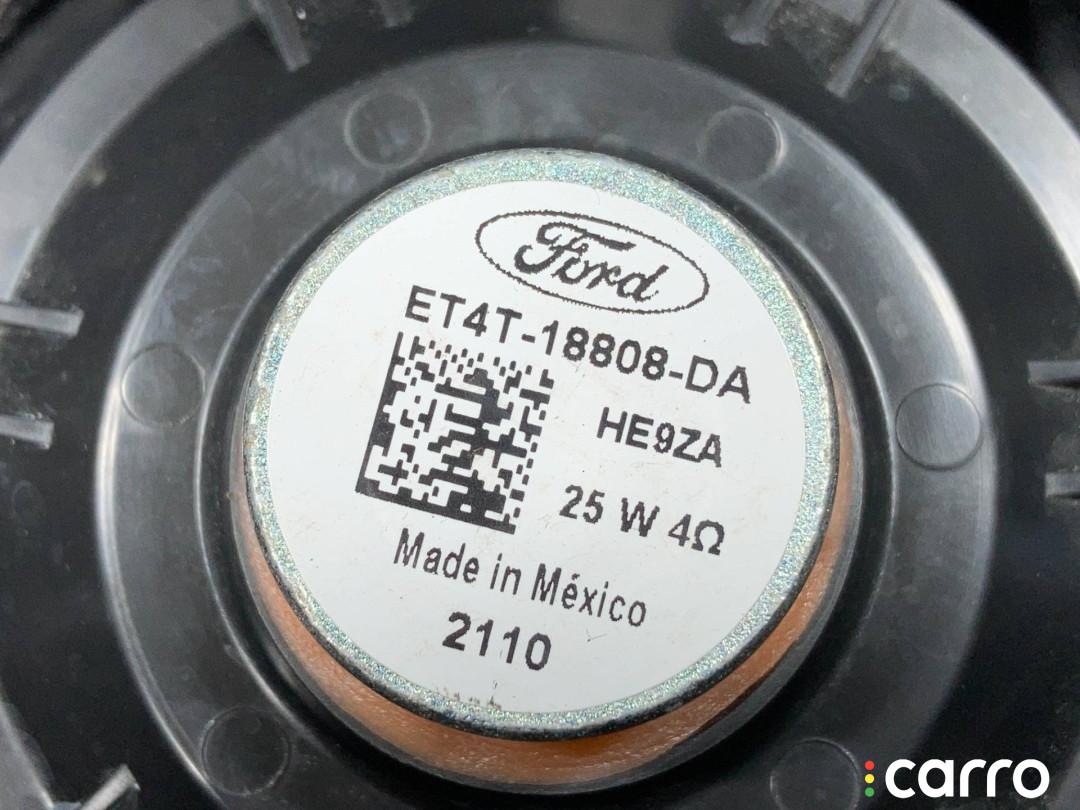 Ford
ET4T-18808-DA
HE9ZA
25 W 4Ω
Made in México
2110
carro